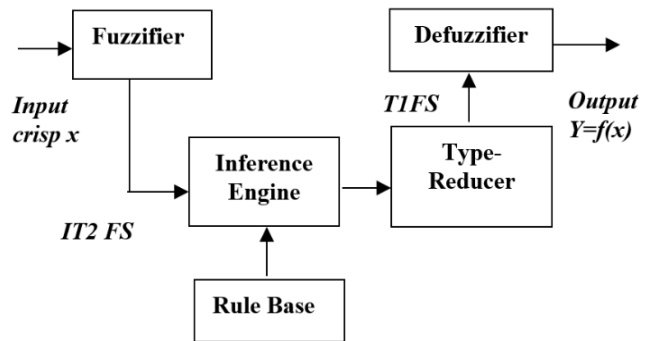 Fuzzifier
Defuzzifier
Input
crisp x
T1FS
Output
Y=f(x)
Inference
Engine
Type-
Reducer
IT2 FS
Rule Base